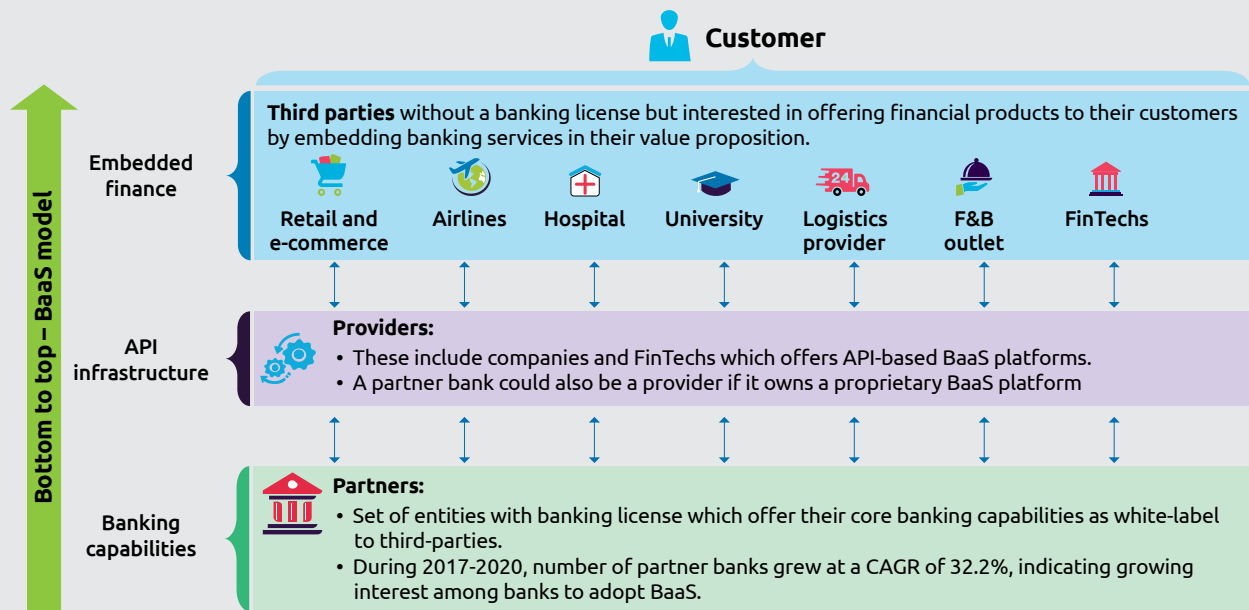 Customer
Bottom to top – BaaS model
Embedded
finance
Third parties without a banking license but interested in offering financial products to their customers
by embedding banking services in their value proposition.
Retail and
e-commerce
Airlines
Hospital
University
24
Logistics
provider
F&B
outlet
FinTechs
API
infrastructure
Providers:
• These include companies and FinTechs which offers API-based BaaS platforms.
• A partner bank could also be a provider if it owns a proprietary BaaS platform
Banking
capabilities
Partners:
• Set of entities with banking license which offer their core banking capabilities as white-label
to third-parties.
• During 2017-2020, number of partner banks grew at a CAGR of 32.2%, indicating growing
interest among banks to adopt BaaS.